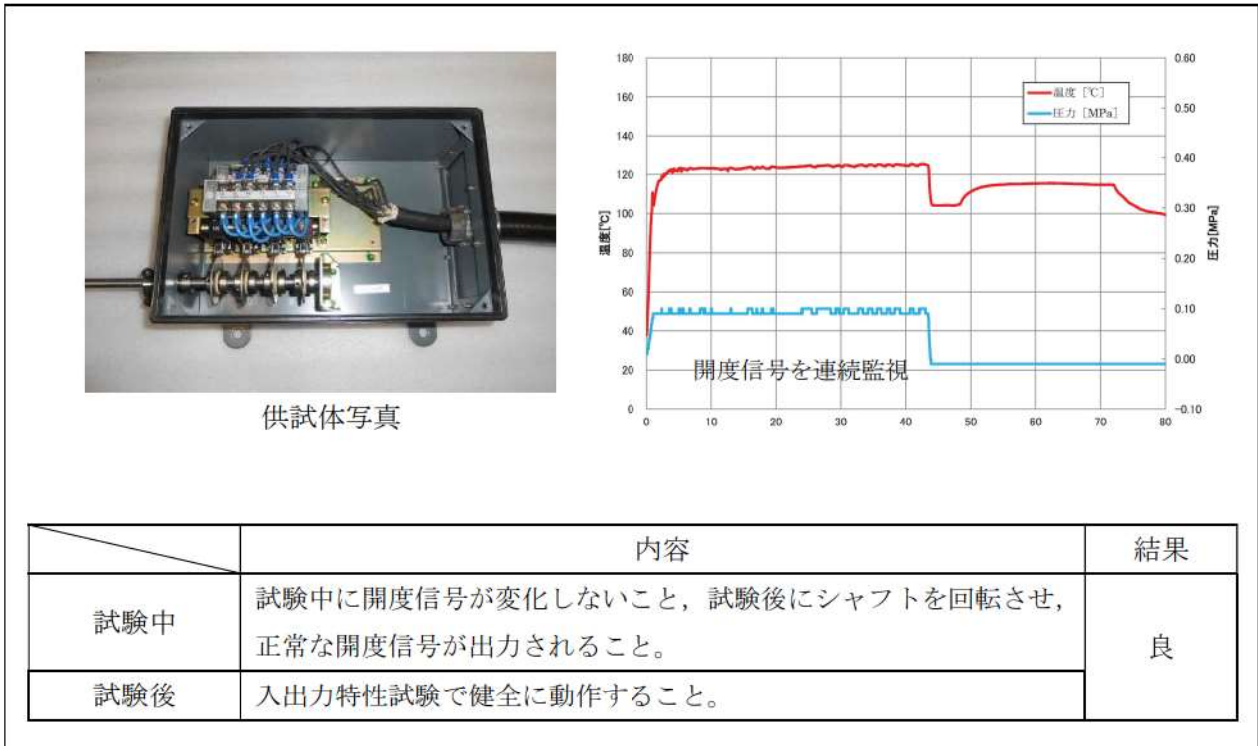 180
160
140
120
100
80
60
40
20
0
温度[℃]
0.60
0.50
0.40
0.30
0.20
0.10
0.00
-0.10
圧力[MPa]
温度 [℃]
圧力 [MPa]
開度信号を連続監視
0 10 20 30 40 50 60 70 80
供試体写真
内容 結果
試験中 試験中に開度信号が変化しないこと，試験後にシャフトを回転させ，
正常な開度信号が出力されること。
良
試験後 入出力特性試験で健全に動作すること。